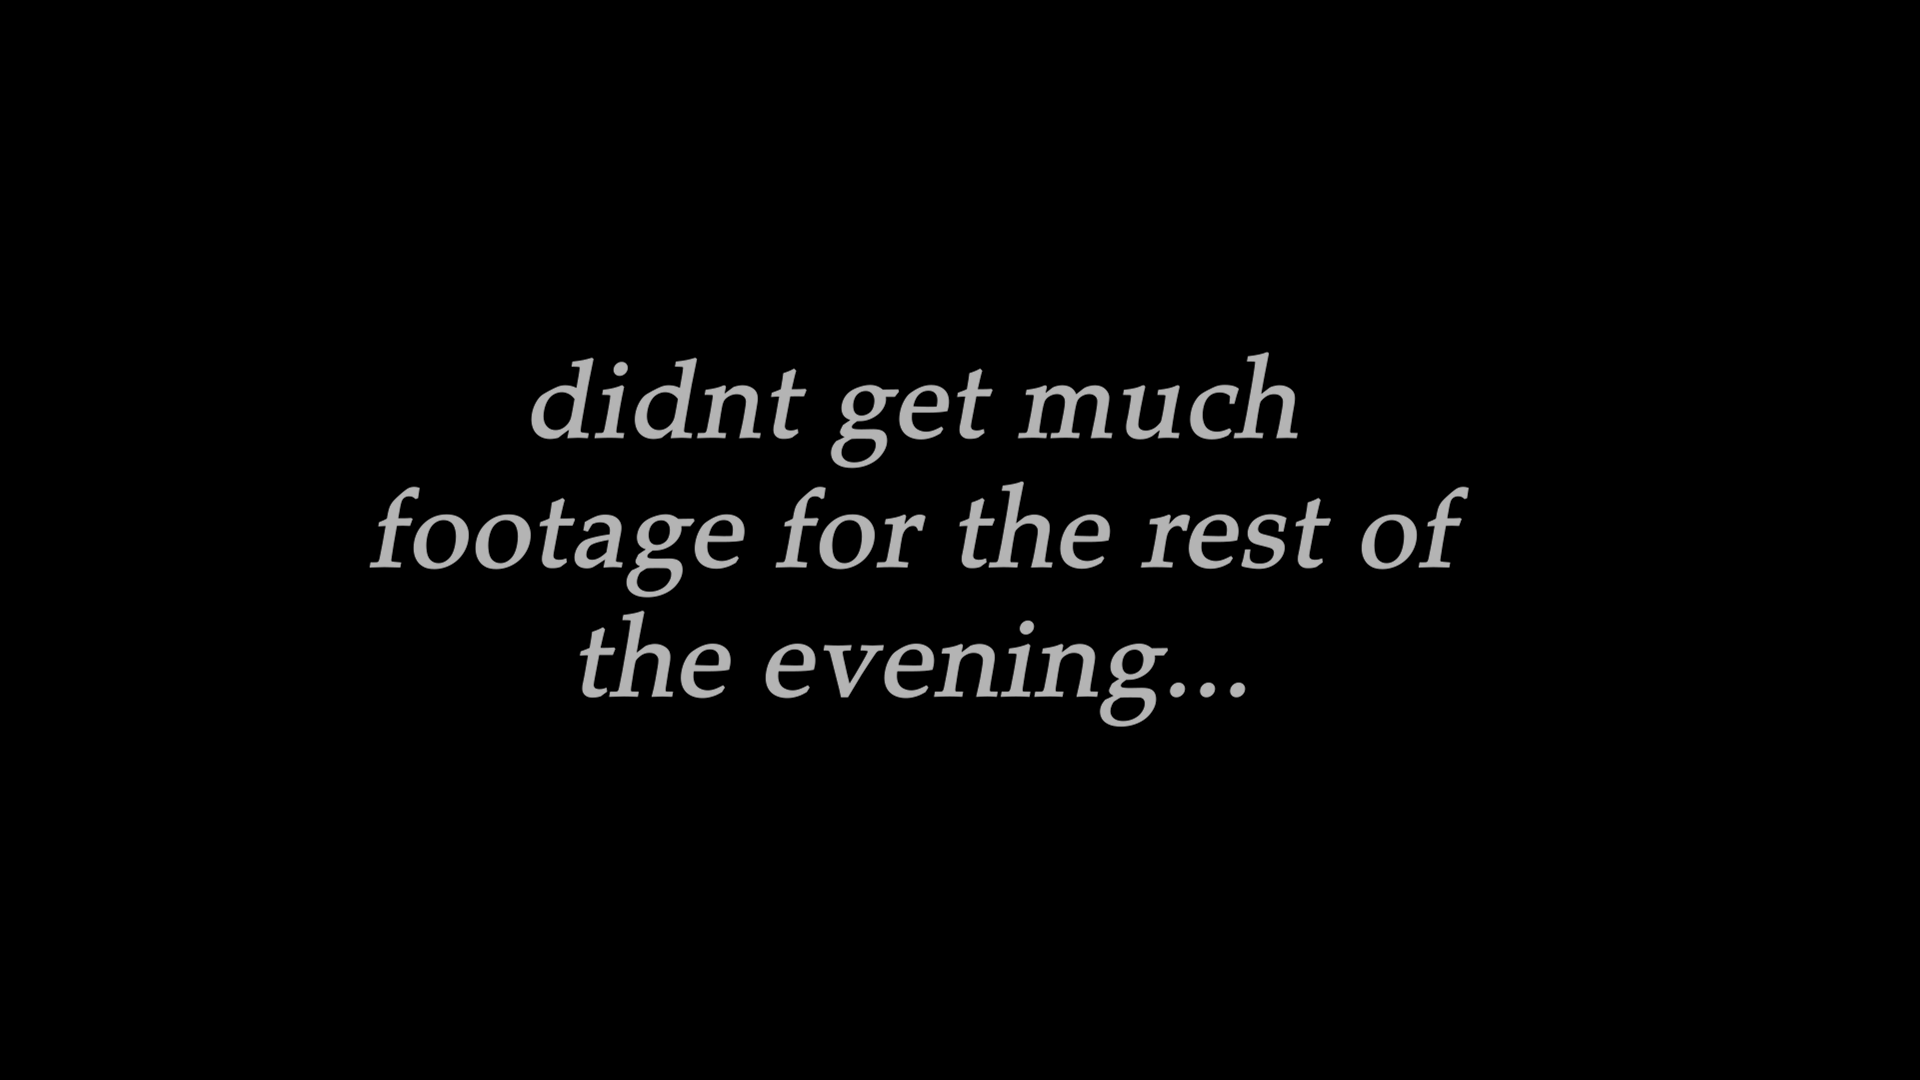 didnt get much
footage for the rest of
the evening...